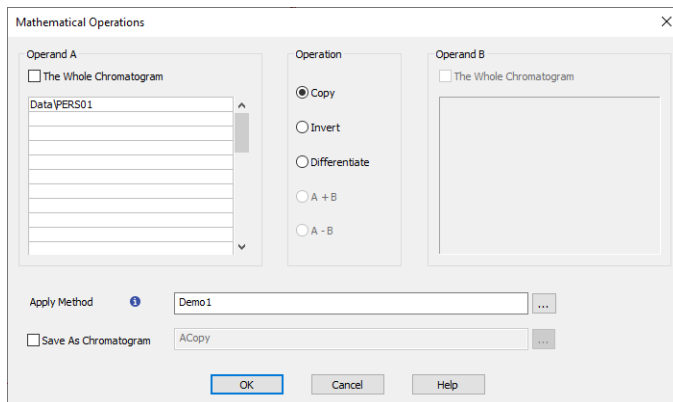 Mathematical Operations
Operand A
The Whole Chromatogram
Data\PERS01
Operation
Copy
Invert
Differentiate
A + B
A - B
Operand B
The Whole Chromatogram
Apply Method
Demo1
...
Save As Chromatogram
ACopy
...
OK
Cancel
Help